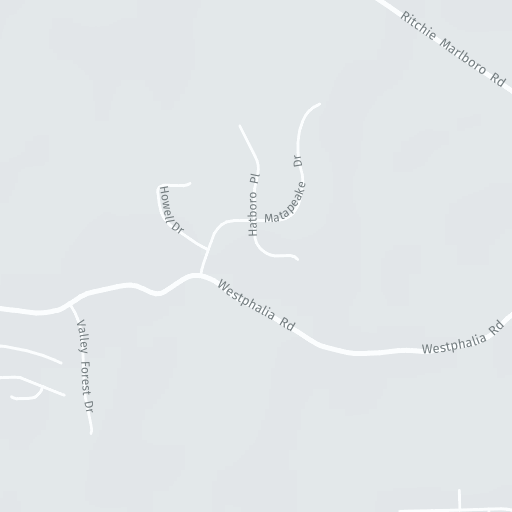 Ritchie Marlboro Rd
Matapeake Dr
Hatboro Pl
Howell Dr
Westphalia Rd
Westphalia Rd
Valley Forest Dr